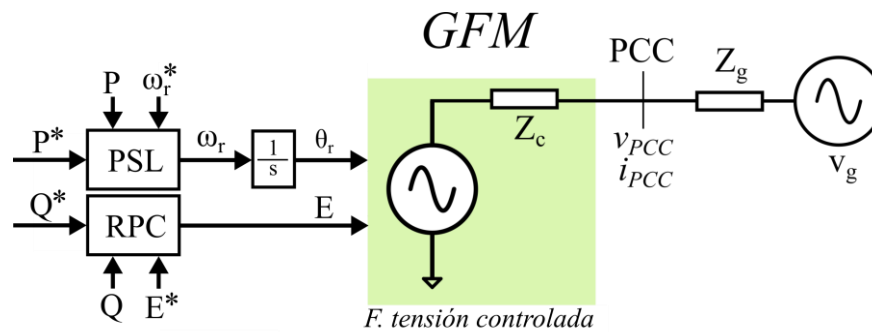 GFM
PCC
P
ω_r^*
Z_g
P*
PSL
ω_r
1/s
θ_r
Z_c
v_PCC
i_PCC
v_g
Q*
RPC
E
Q
E*
F. tensión controlada